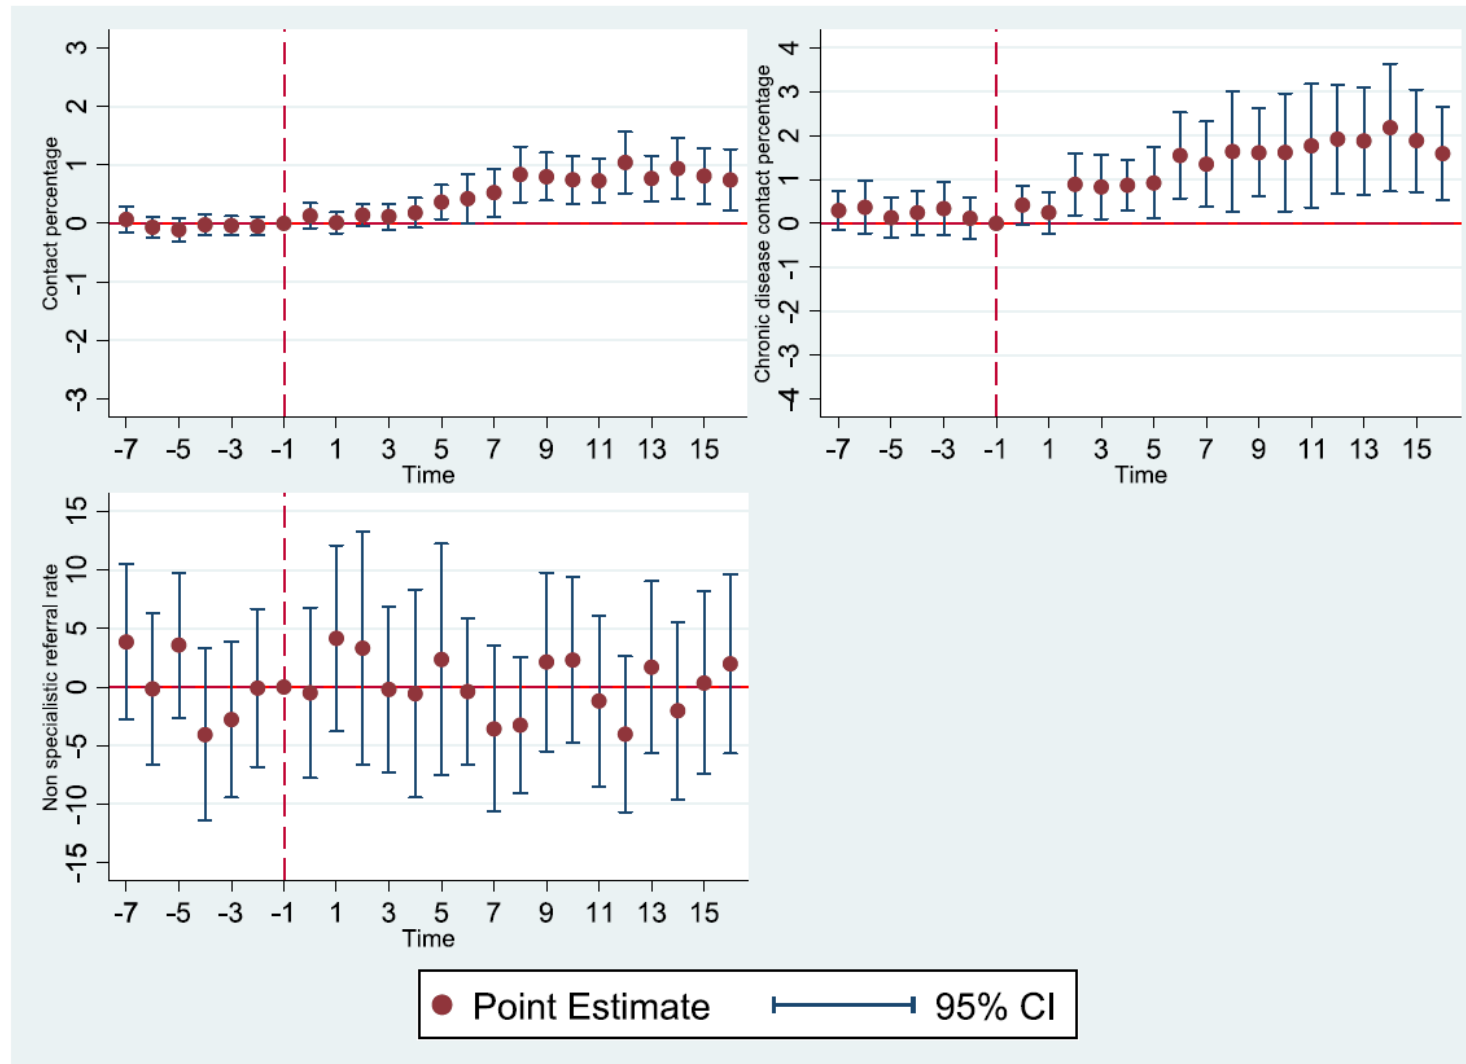 Contact percentage
3
2
1
0
-1
-2
-3
-7 -5 -3 -1 1 3 5 7 9 11 13 15
Time
Chronic disease contact percentage
4
3
2
1
0
-1
-2
-3
-4
-7 -5 -3 -1 1 3 5 7 9 11 13 15
Time
Non specialistic referral rate
15
10
5
0
-5
-10
-15
-7 -5 -3 -1 1 3 5 7 9 11 13 15
Time
Point Estimate 95% CI